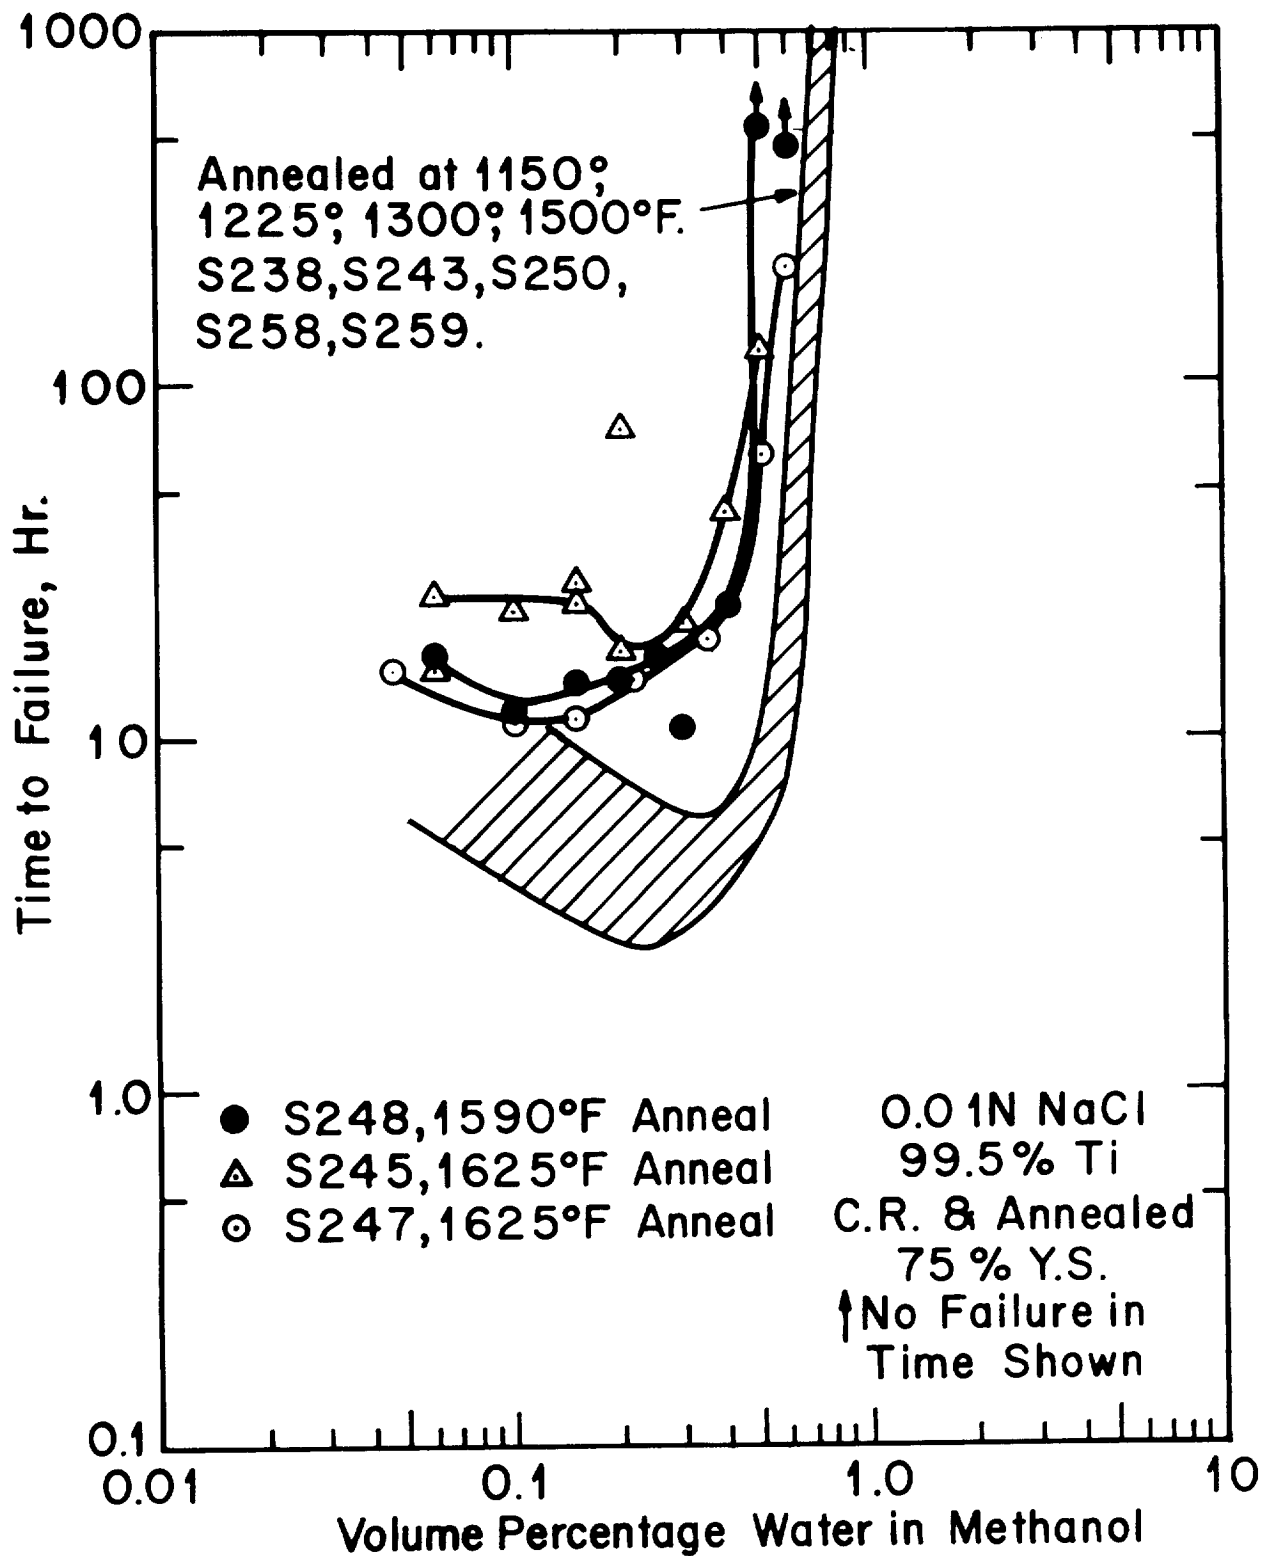 1000
Annealed at 1150°,
1225°, 1300°, 1500°F.
S238,S243,S250,
S258,S259.
100
Time to Failure, Hr.
10
1.0
S248,1590°F Anneal
S245,1625°F Anneal
S247,1625°F Anneal
0.01N NaCl
99.5% Ti
C.R. & Annealed
75% Y.S.
No Failure in
Time Shown
0.1
0.01 0.1 1.0 10
Volume Percentage Water in Methanol